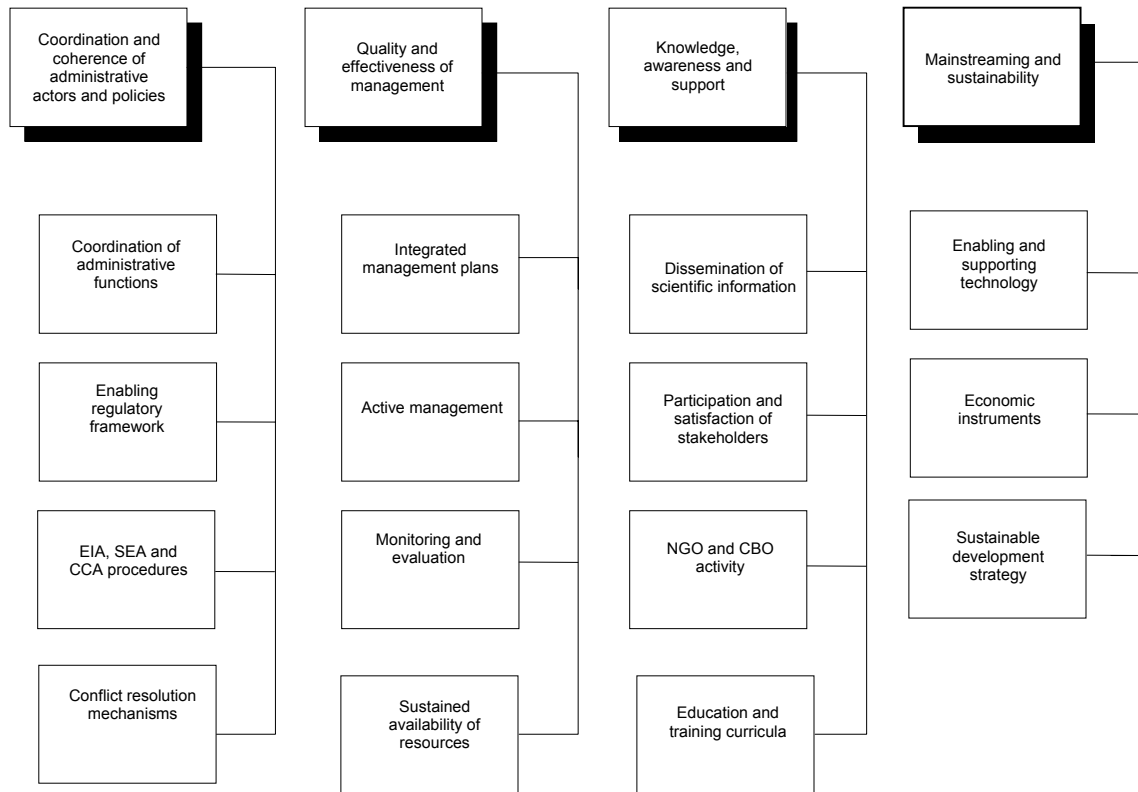 Coordination and
coherence of
administrative
actors and policies
Quality and
effectiveness of
management
Knowledge,
awareness and
support
Mainstreaming and
sustainability
Coordination of
administrative
functions
Integrated
management plans
Dissemination of
scientific information
Enabling and
supporting
technology
Enabling
regulatory
framework
Active management
Participation and
satisfaction of
stakeholders
Economic
instruments
EIA, SEA and
CCA procedures
Monitoring and
evaluation
NGO and CBO
activity
Sustainable
development
strategy
Conflict resolution
mechanisms
Sustained
availability of
resources
Education and
training curricula